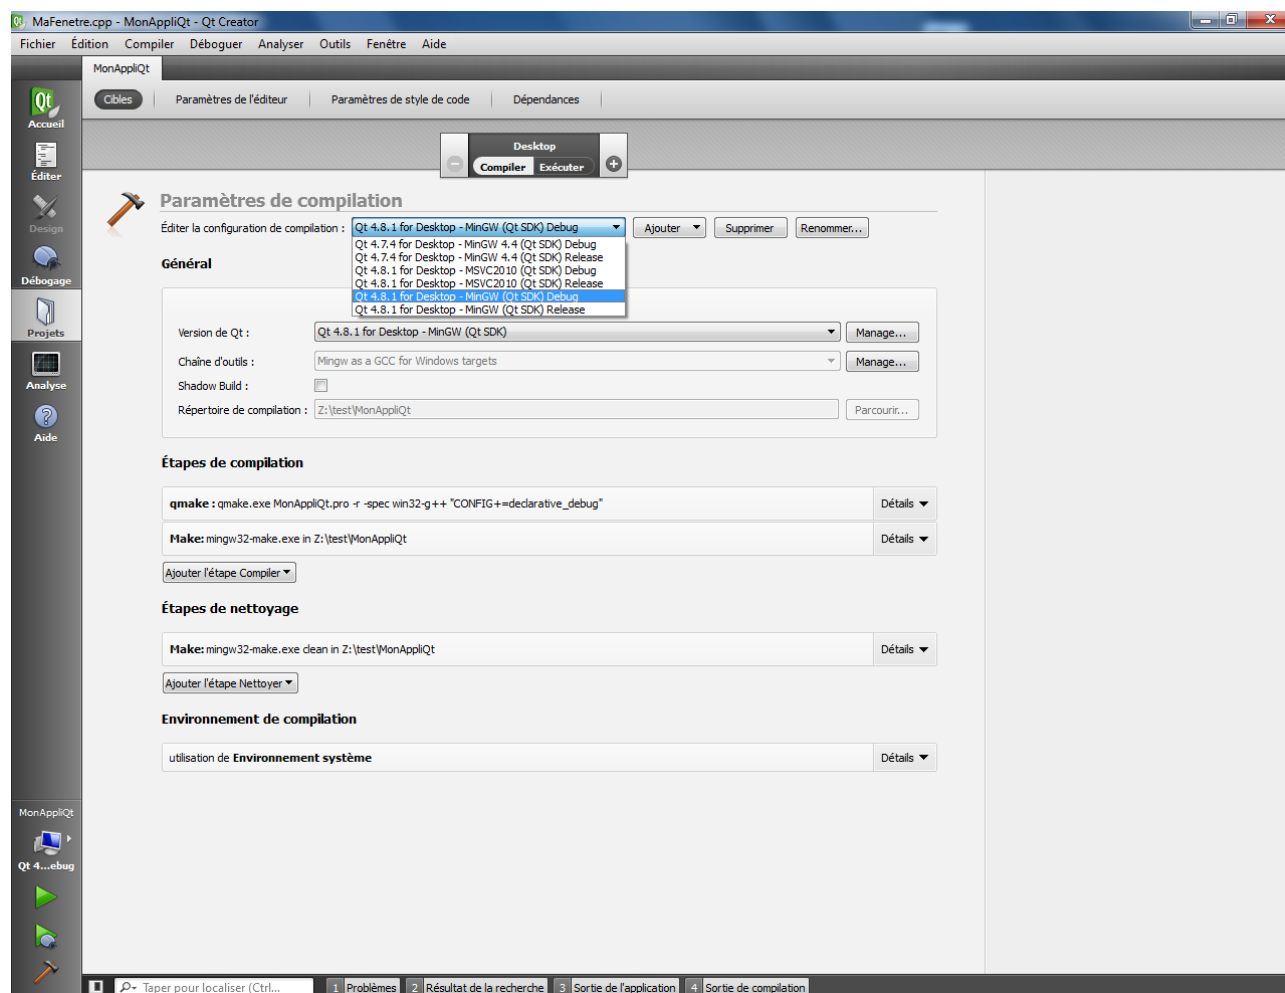 MaFenetre.cpp - MonAppliQt - Qt Creator
Fichier Édition Compiler Déboguer Analyser Outils Fenêtre Aide
MonAppliQt
Cibles Paramètres de l'éditeur Paramètres de style de code Dépendances
Qt
Accueil
Éditer
Design
Débogage
Projets
Analyse
Aide
Desktop
Compiler Exécuter
Paramètres de compilation
Éditer la configuration de compilation : Qt 4.8.1 for Desktop - MinGW (Qt SDK) Debug Ajouter Supprimer Renommer...
Qt 4.7.4 for Desktop - MinGW 4.4 (Qt SDK) Debug
Qt 4.7.4 for Desktop - MinGW 4.4 (Qt SDK) Release
Qt 4.8.1 for Desktop - MSVC2010 (Qt SDK) Debug
Qt 4.8.1 for Desktop - MSVC2010 (Qt SDK) Release
Qt 4.8.1 for Desktop - MinGW (Qt SDK) Debug
Qt 4.8.1 for Desktop - MinGW (Qt SDK) Release
Général
Version de Qt : Qt 4.8.1 for Desktop - MinGW (Qt SDK) Manage...
Chaîne d'outils : Mingw as a GCC for Windows targets Manage...
Shadow Build :
Répertoire de compilation : Z:\test\MonAppliQt Parcourir...
Étapes de compilation
qmake : qmake.exe MonAppliQt.pro -r -spec win32-g++ "CONFIG+=declarative_debug" Détails
Make: mingw32-make.exe in Z:\test\MonAppliQt Détails
Ajouter l'étape Compiler
Étapes de nettoyage
Make: mingw32-make.exe clean in Z:\test\MonAppliQt Détails
Ajouter l'étape Nettoyer
Environnement de compilation
utilisation de Environnement système Détails
MonAppliQt
Qt 4...ebug
Taper pour localiser (Ctrl... 1 Problèmes 2 Résultat de la recherche 3 Sortie de l'application 4 Sortie de compilation